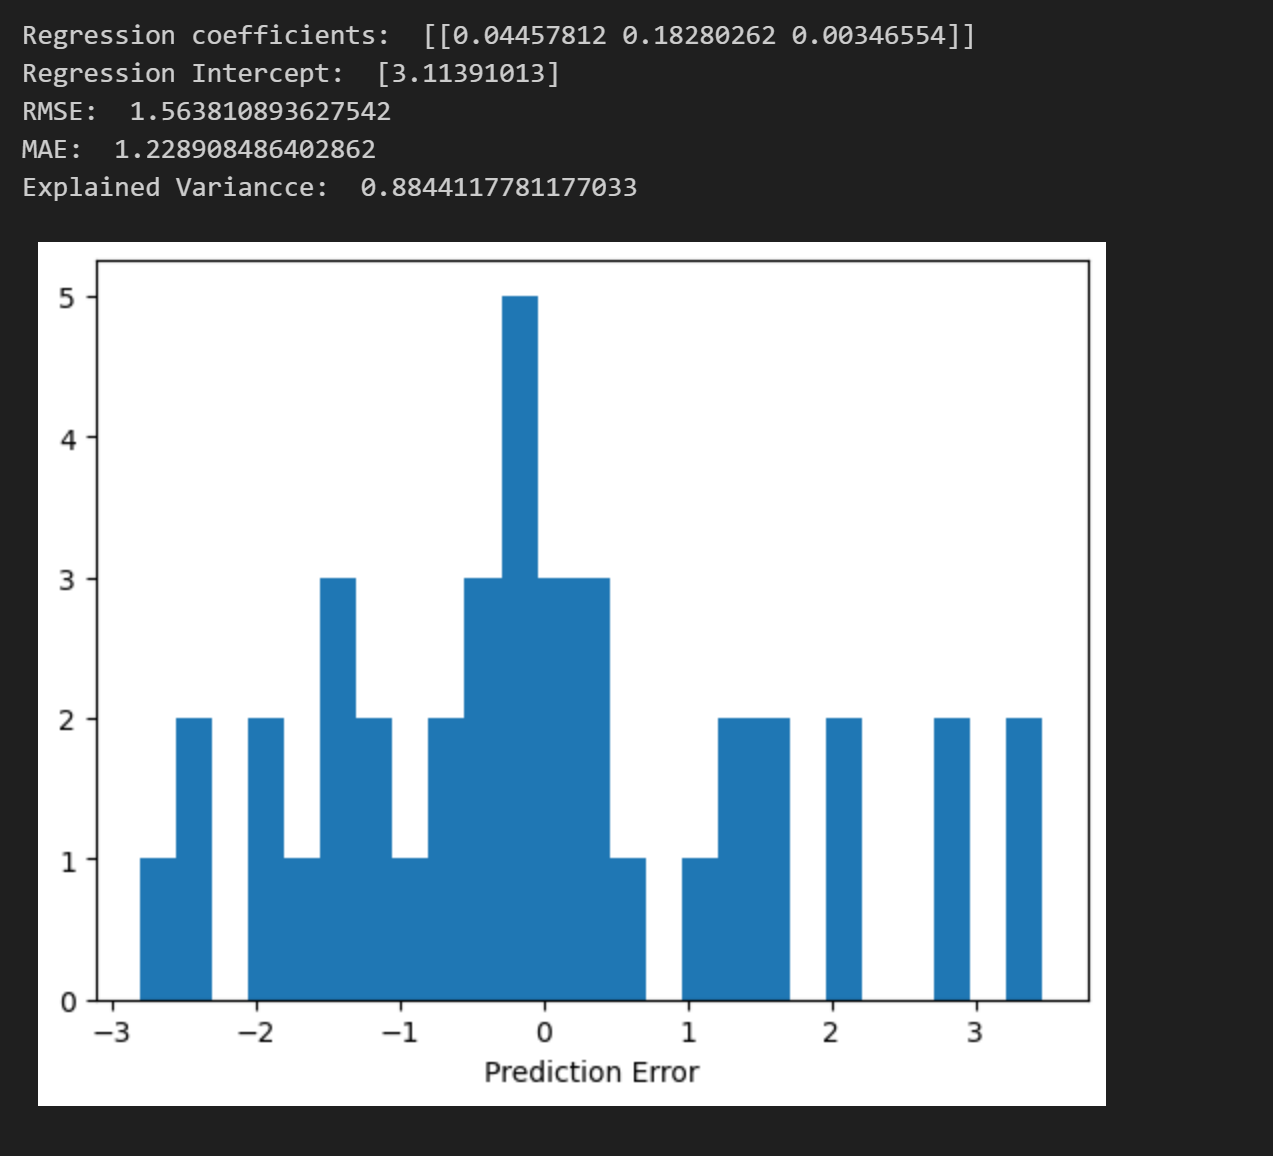 Regression coefficients:  [[0.04457812 0.18280262 0.00346554]]
Regression Intercept:  [3.11391013]
RMSE:  1.563810893627542
MAE:  1.228908486402862
Explained Variancce:  0.8844117781177033
5
4
3
2
1
0
−3 −2 −1 0 1 2 3
Prediction Error